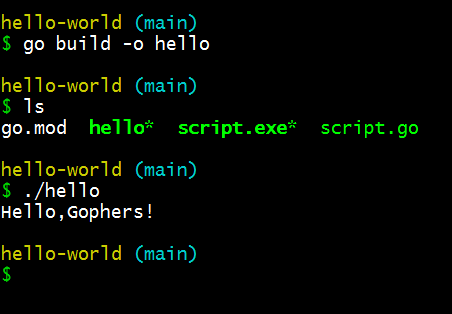 hello-world (main)
$ go build -o hello
hello-world (main)
$ ls
go.mod  hello*  script.exe*  script.go
hello-world (main)
$ ./hello
Hello,Gophers!
hello-world (main)
$